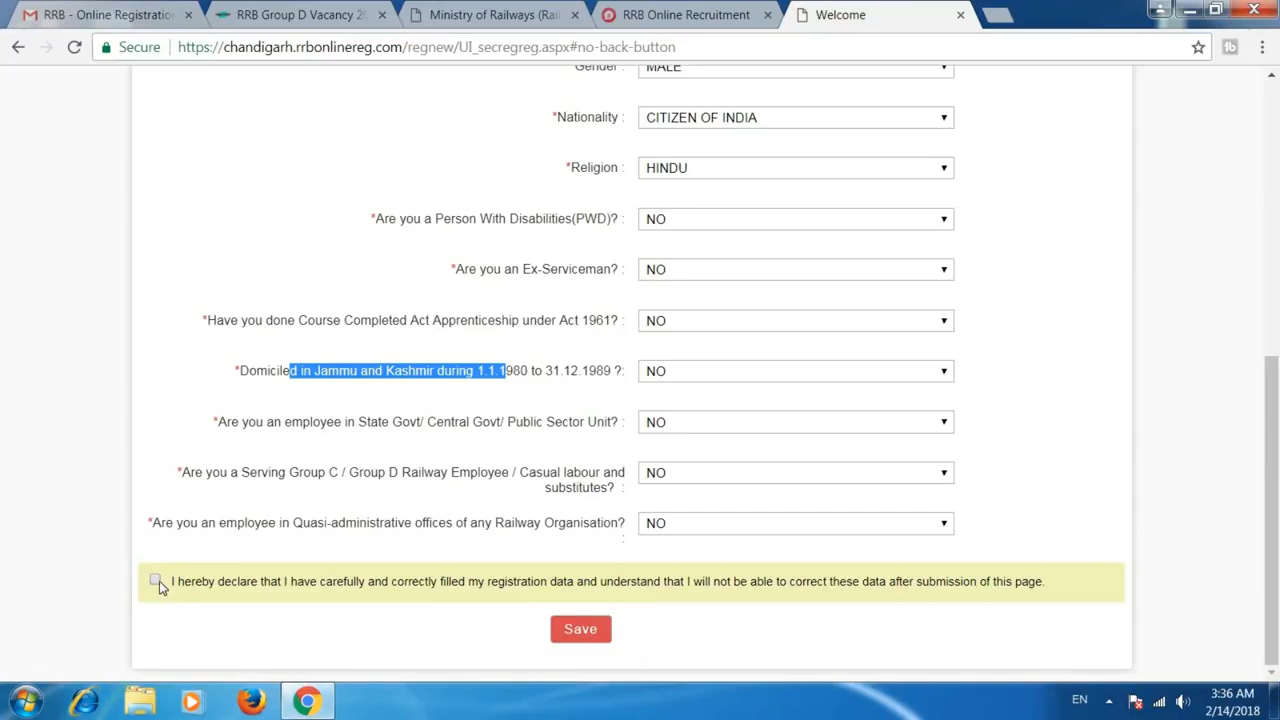 RRB - Online Registration
RRB Group D Vacancy 20
Ministry of Railways (Rai
RRB Online Recruitment
Welcome
Secure
https://chandigarh.rrbonlinereg.com/regnew/UI_secregreg.aspx#no-back-button
Gender :
MALE
*Nationality :
CITIZEN OF INDIA
*Religion :
HINDU
*Are you a Person With Disabilities(PWD)? :
NO
*Are you an Ex-Serviceman? :
NO
*Have you done Course Completed Act Apprenticeship under Act 1961? :
NO
*Domiciled in Jammu and Kashmir during 1.1.1980 to 31.12.1989 ?:
NO
*Are you an employee in State Govt/ Central Govt/ Public Sector Unit? :
NO
*Are you a Serving Group C / Group D Railway Employee / Casual labour and
substitutes? :
NO
*Are you an employee in Quasi-administrative offices of any Railway Organisation?
:
NO
I hereby declare that I have carefully and correctly filled my registration data and understand that I will not be able to correct these data after submission of this page.
Save
EN
3:36 AM
2/14/2018